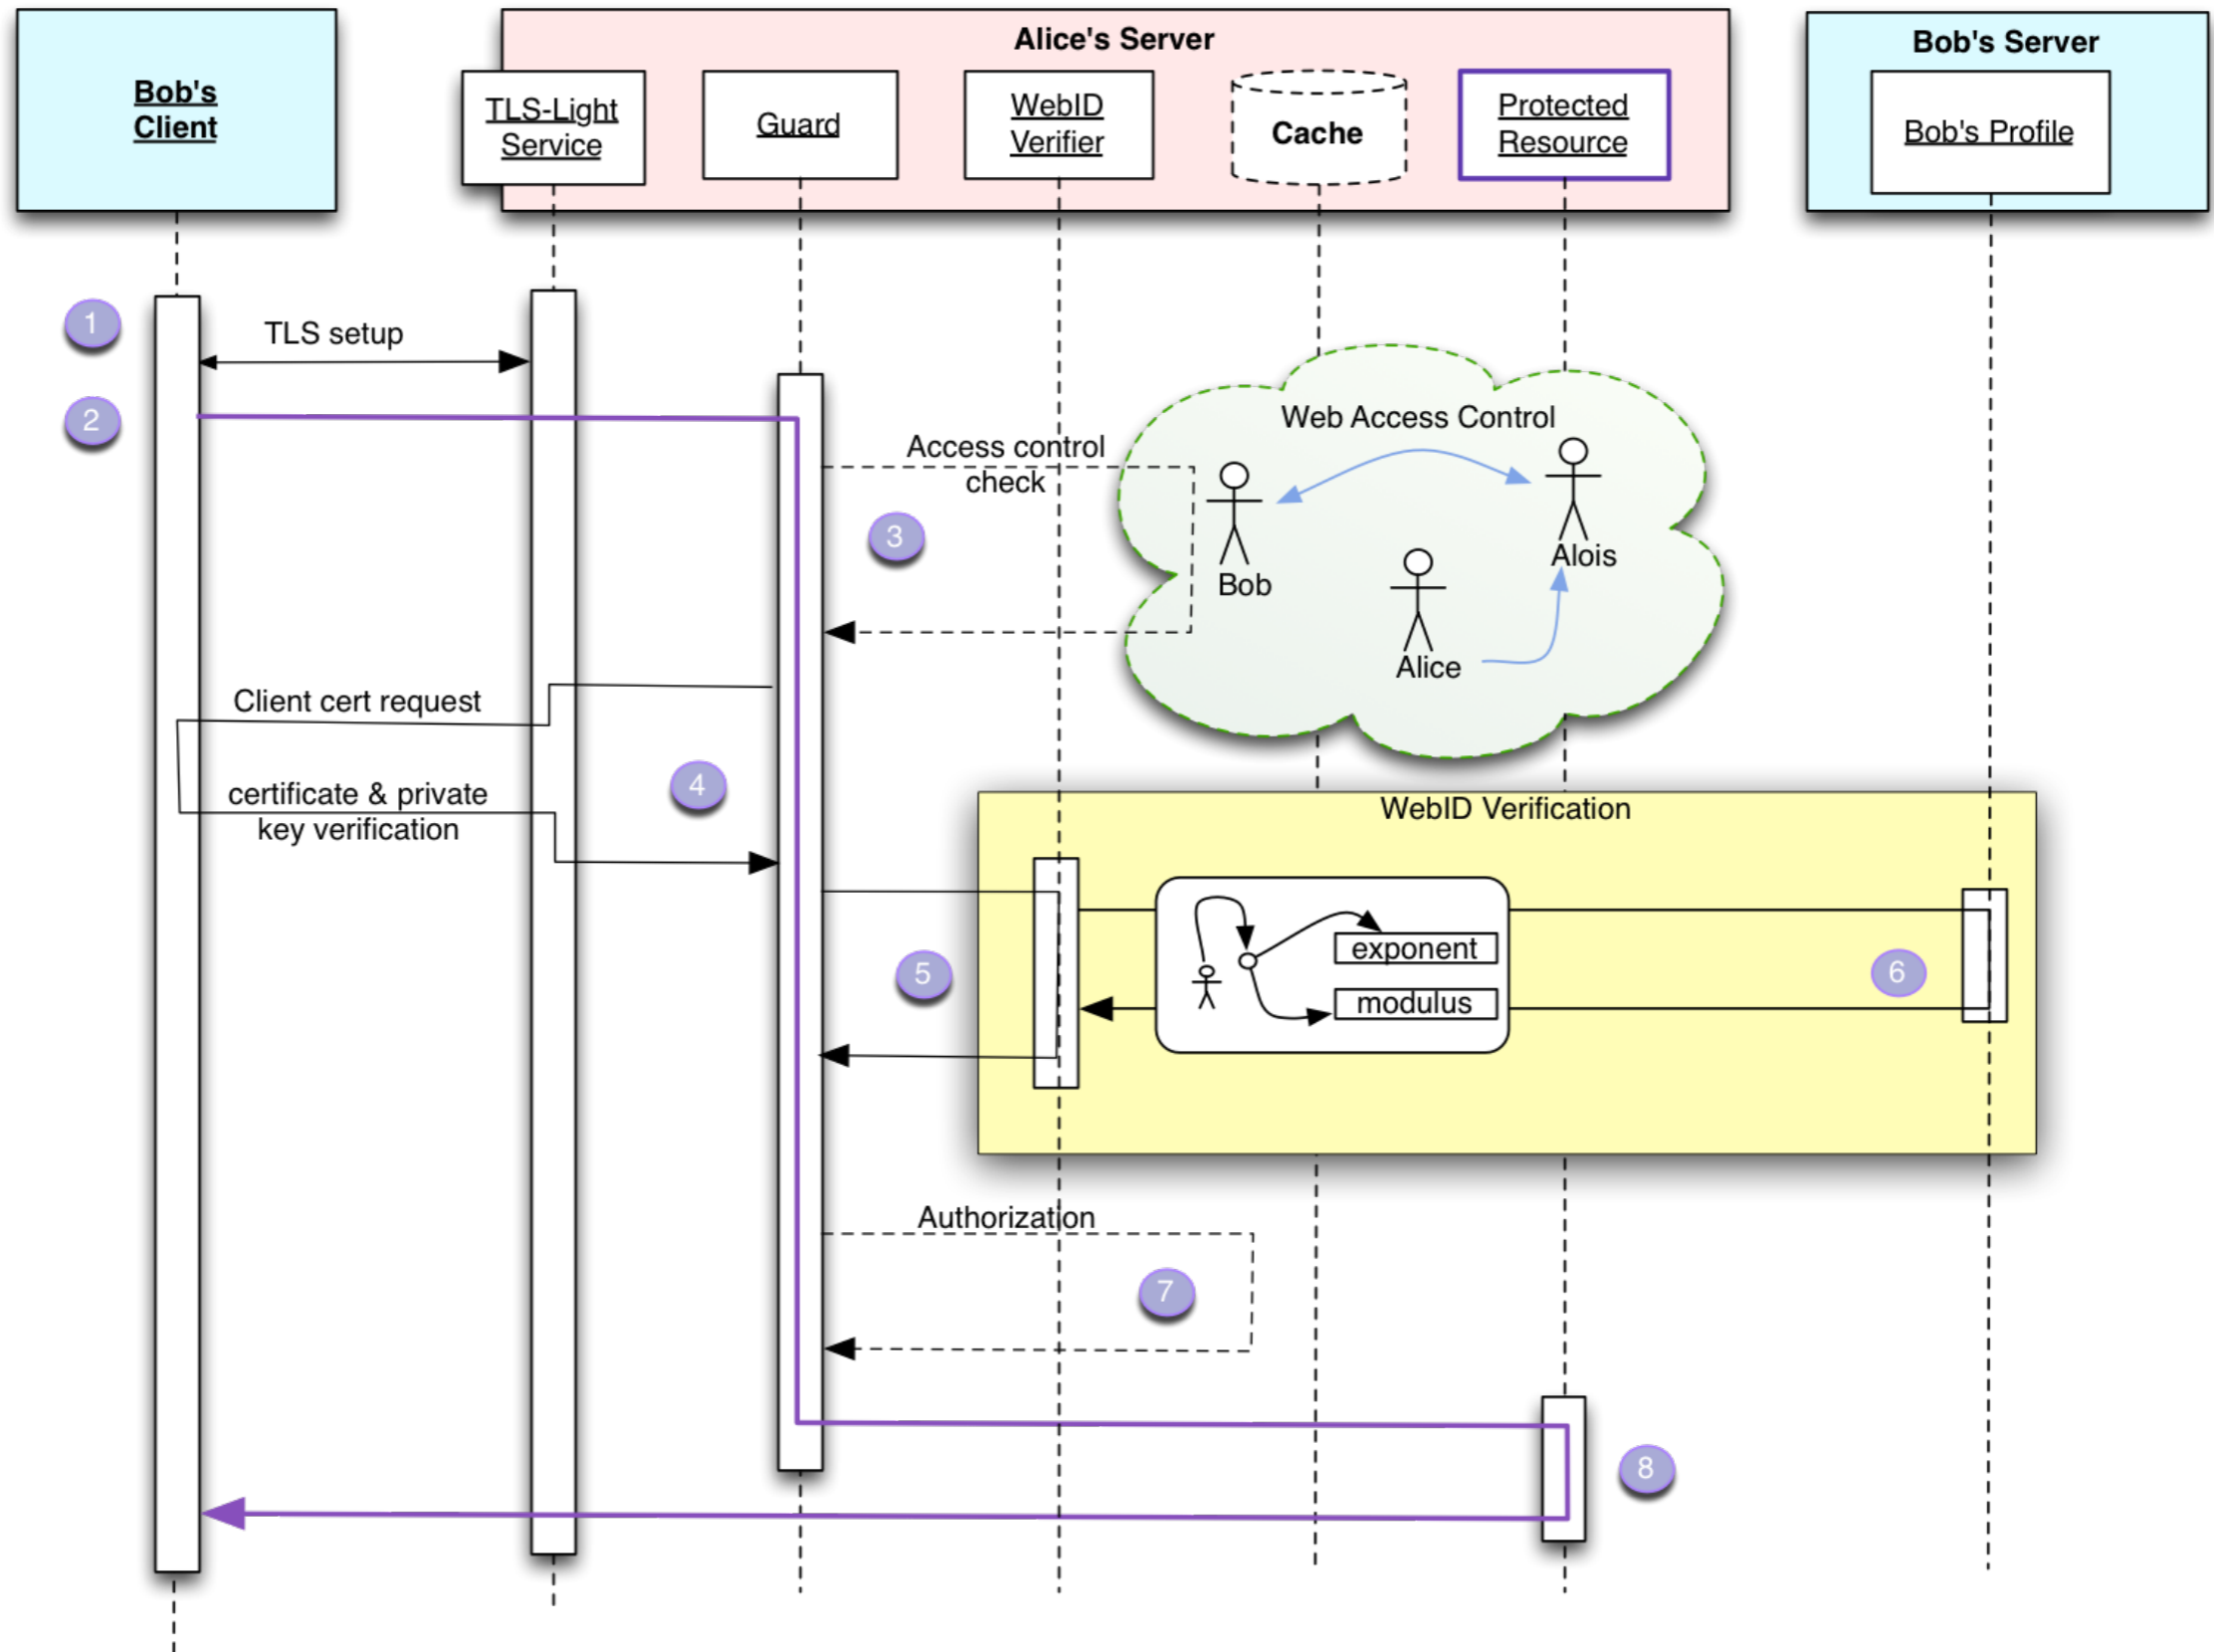 Bob's
Client
Alice's Server
TLS-Light
Service
Guard
WebID
Verifier
Cache
Protected
Resource
Bob's Server
Bob's Profile
1
TLS setup
2
Access control
check
3
Web Access Control
Bob
Alois
Alice
Client cert request
4
certificate & private
key verification
WebID Verification
5
exponent
modulus
6
Authorization
7
8